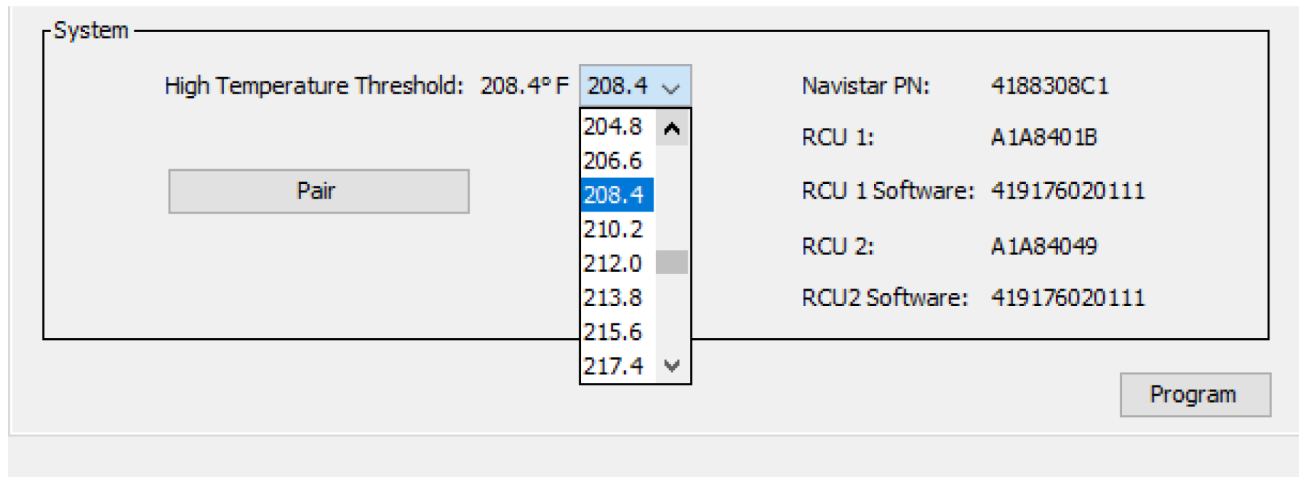 System
High Temperature Threshold: 208.4° F 208.4
204.8
206.6
208.4
210.2
212.0
213.8
215.6
217.4
Pair
Navistar PN: 4188308C1
RCU 1: A1A8401B
RCU 1 Software: 419176020111
RCU 2: A1A84049
RCU2 Software: 419176020111
Program